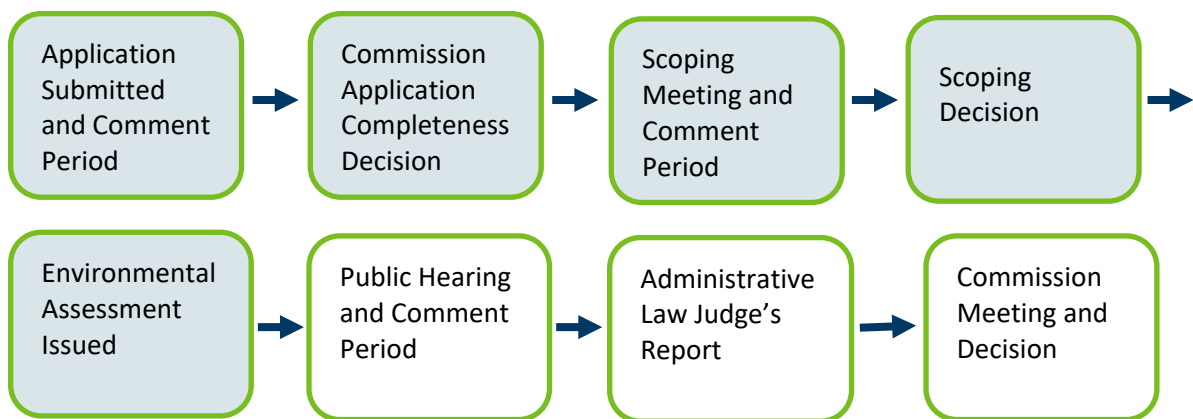 Application
Submitted
and Comment
Period
Commission
Application
Completeness
Decision
Scoping
Meeting and
Comment
Period
Scoping
Decision
Environmental
Assessment
Issued
Public Hearing
and Comment
Period
Administrative
Law Judge’s
Report
Commission
Meeting and
Decision